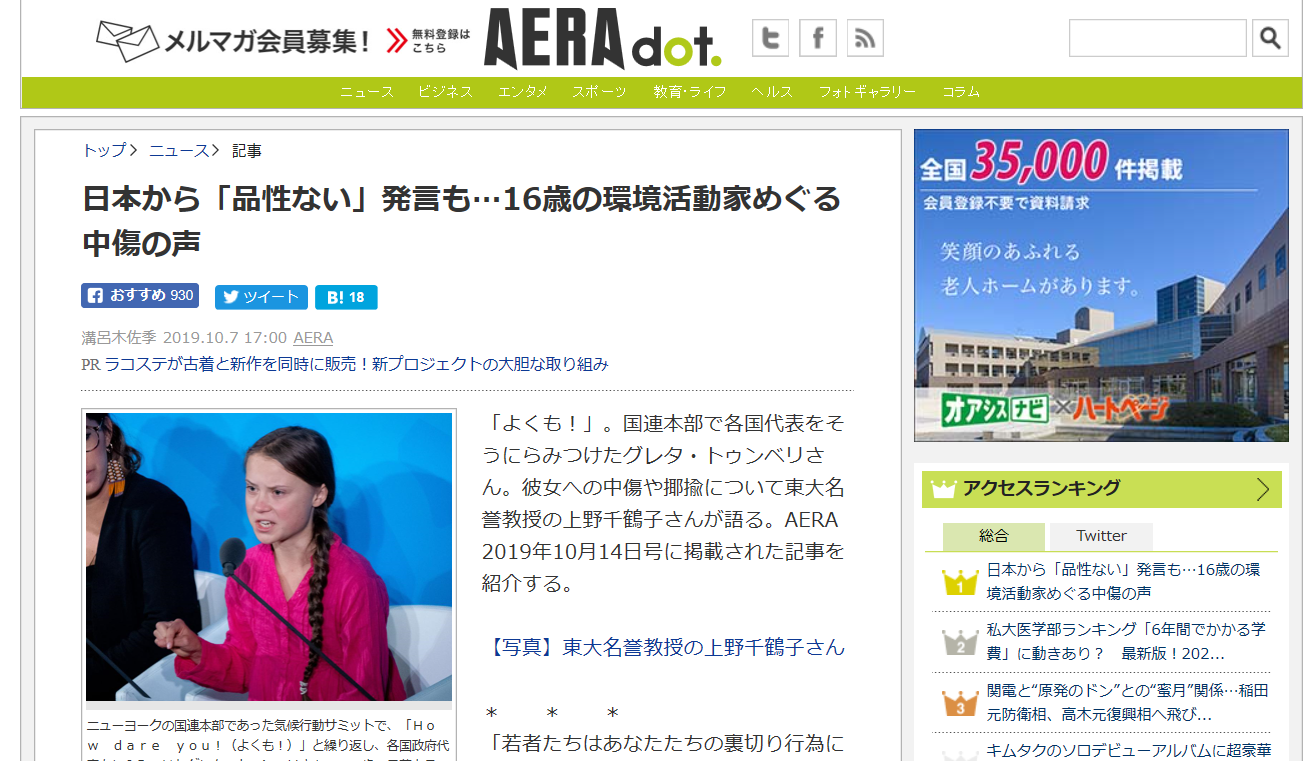 メルマガ会員募集！
無料登録は
こちら
AERAdot.
ニュース ビジネス エンタメ スポーツ 教育・ライフ ヘルス フォトギャラリー コラム
トップ ニュース 記事
日本から「品性ない」発言も…16歳の環境活動家めぐる
中傷の声
おすすめ 930
ツイート
B! 18
溝呂木佐季 2019.10.7 17:00 AERA
PR ラコステが古着と新作を同時に販売！新プロジェクトの大胆な取り組み
「よくも！」。国連本部で各国代表をそ
うにらみつけたグレタ・トゥンベリさ
ん。彼女への中傷や揶揄について東大名
誉教授の上野千鶴子さんが語る。AERA
2019年10月14日号に掲載された記事を
紹介する。
【写真】東大名誉教授の上野千鶴子さん
＊ ＊ ＊
「若者たちはあなたたちの裏切り行為に
ニューヨークの国連本部であった気候行動サミットで、「Ｈｏ
ｗ ｄａｒｅ ｙｏｕ！（よくも！）」と繰り返し、各国政府代
全国35,000件掲載
会員登録不要で資料請求
笑顔のあふれる
老人ホームがあります。
オアシスナビ×ハートページ
アクセスランキング
総合 Twitter
1
日本から「品性ない」発言も…16歳の環
境活動家めぐる中傷の声
2
私大医学部ランキング「6年間でかかる学
費」に動きあり？ 最新版！202...
3
関電と“原発のドン”との“蜜月”関係…稲田
元防衛相、高木元復興相へ飛び...
キムタクのソロデビューアルバムに超豪華